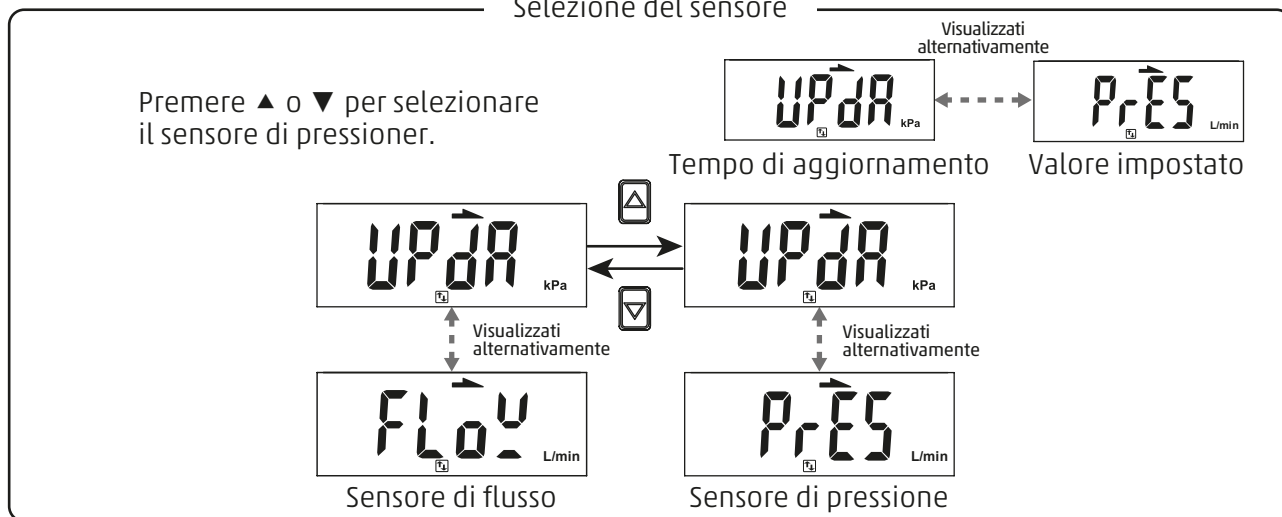 Selezione del sensore
Visualizzati
alternativamente
Premere ▲ o ▼ per selezionare
il sensore di pressioner.
UPdA kPa
PrES L/min
Tempo di aggiornamento
Valore impostato
UPdA kPa
UPdA kPa
Visualizzati
alternativamente
Visualizzati
alternativamente
FLoy L/min
PrES L/min
Sensore di flusso
Sensore di pressione